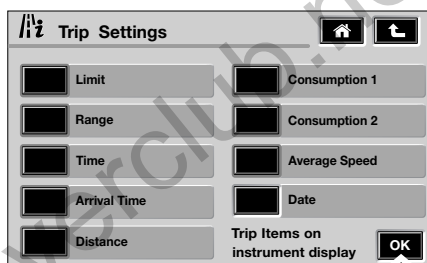 Trip Settings
Limit
Range
Time
Arrival Time
Distance
Consumption 1
Consumption 2
Average Speed
Date
Trip Items on
instrument display
OK